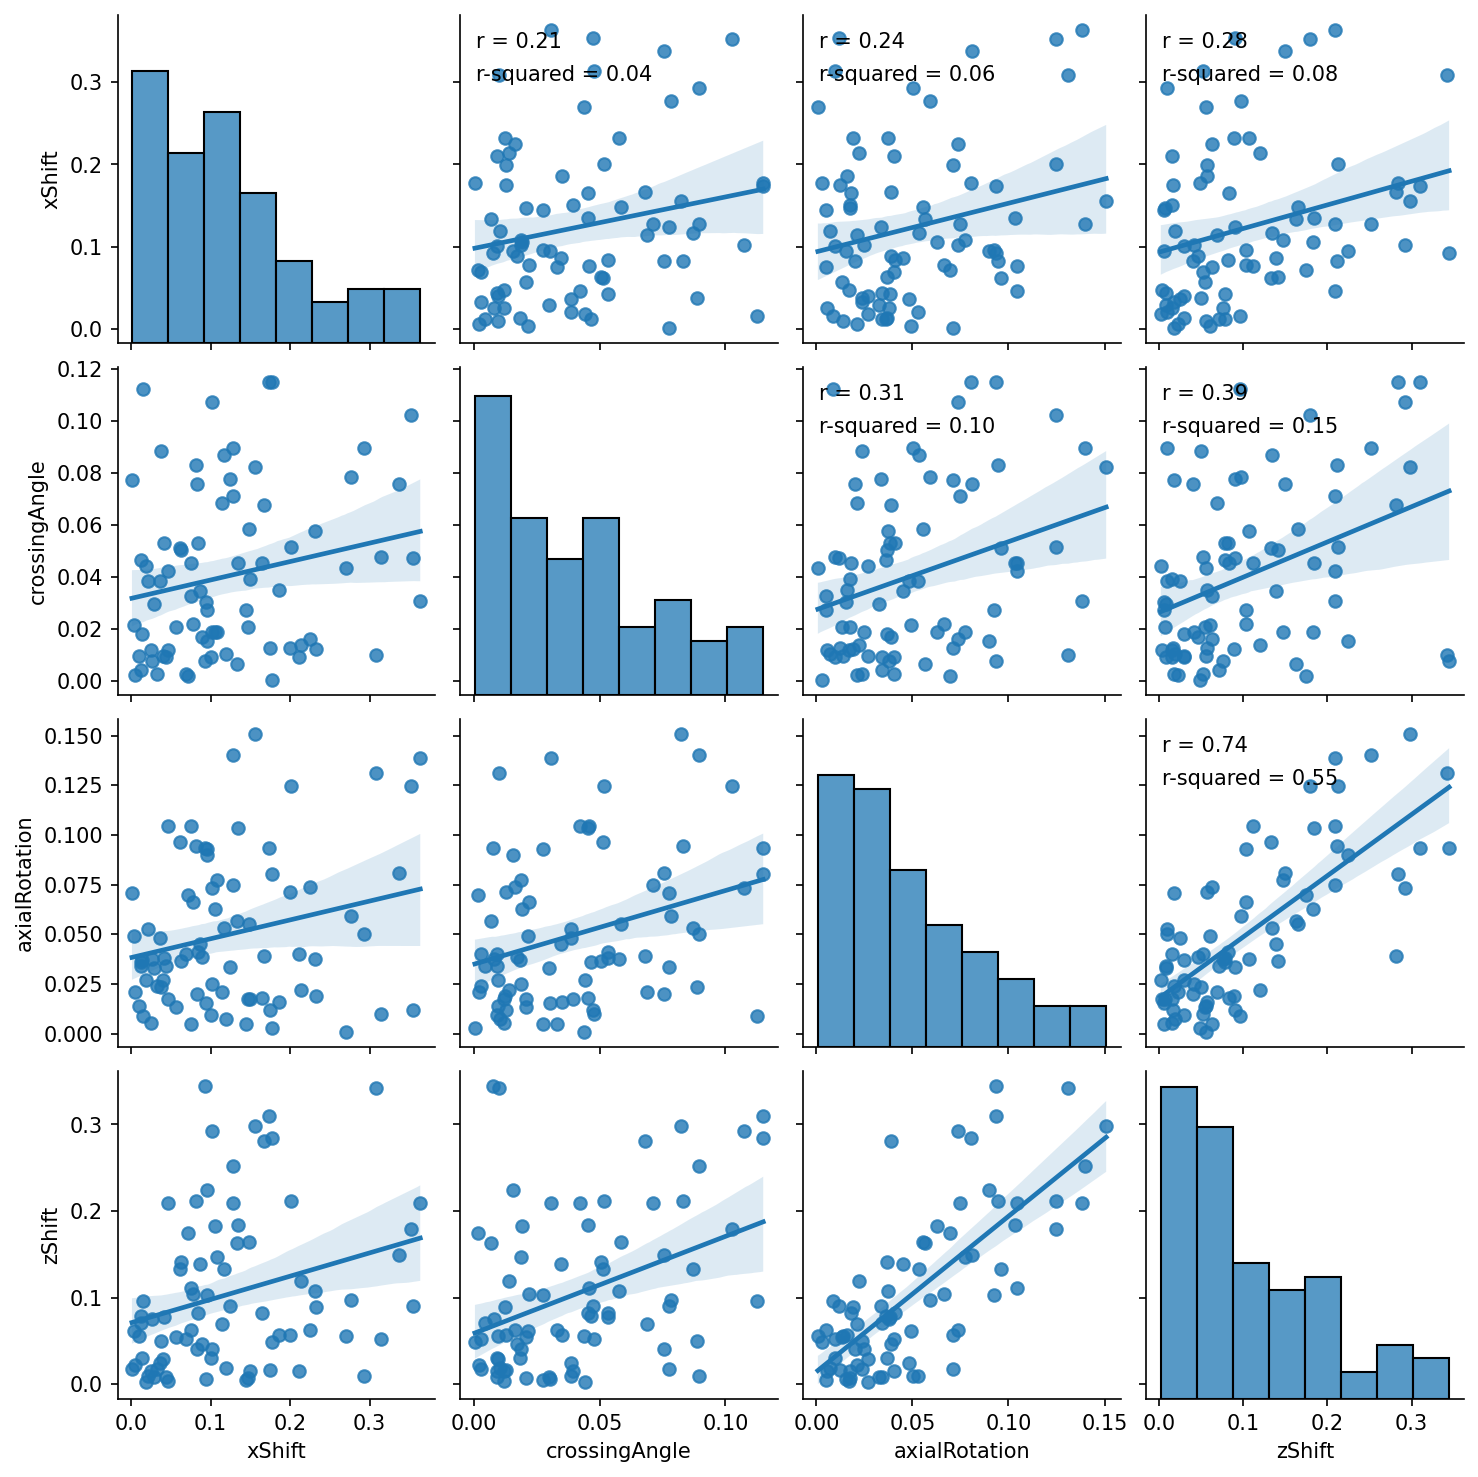 r = 0.21
r-squared = 0.04
r = 0.24
r-squared = 0.06
r = 0.28
r-squared = 0.08
0.3
0.2
0.1
0.0
xShift
r = 0.31
r-squared = 0.10
r = 0.39
r-squared = 0.15
0.12
0.10
0.08
0.06
0.04
0.02
0.00
crossingAngle
r = 0.74
r-squared = 0.55
0.150
0.125
0.100
0.075
0.050
0.025
0.000
axialRotation
0.3
0.2
0.1
0.0
zShift
0.0 0.1 0.2 0.3
xShift
0.00 0.05 0.10
crossingAngle
0.00 0.05 0.10 0.15
axialRotation
0.0 0.1 0.2 0.3
zShift